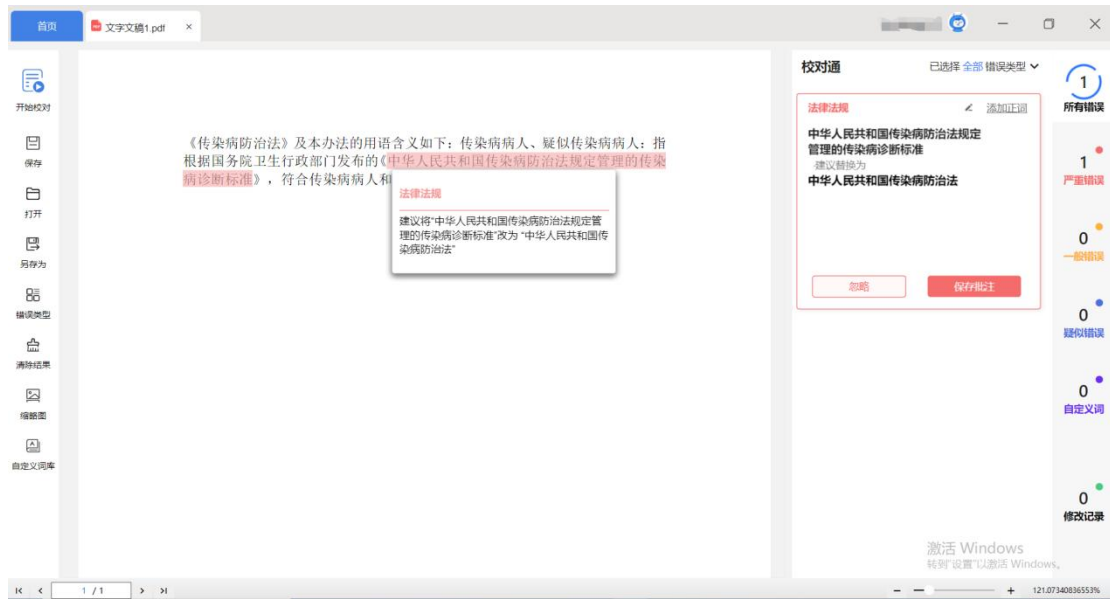 首页
文字文稿1.pdf ×
开始校对
保存
打开
另存为
错误类型
清除结果
缩略图
自定义词库
《传染病防治法》及本办法的用语含义如下：传染病病人、疑似传染病病人：指
根据国务院卫生行政部门发布的《中华人民共和国传染病防治法规定管理的传染
病诊断标准》，符合传染病病人和
法律法规
建议将“中华人民共和国传染病防治法规定管
理的传染病诊断标准”改为 “中华人民共和国传
染病防治法”
校对通
已选择 全部 错误类型
法律法规
添加正词
中华人民共和国传染病防治法规定
管理的传染病诊断标准
建议替换为
中华人民共和国传染病防治法
忽略
保存批注
1
所有错误
1
严重错误
0
一般错误
0
疑似错误
0
自定义词
0
修改记录
激活 Windows
转到“设置”以激活 Windows。
1 / 1
121.07340836553%